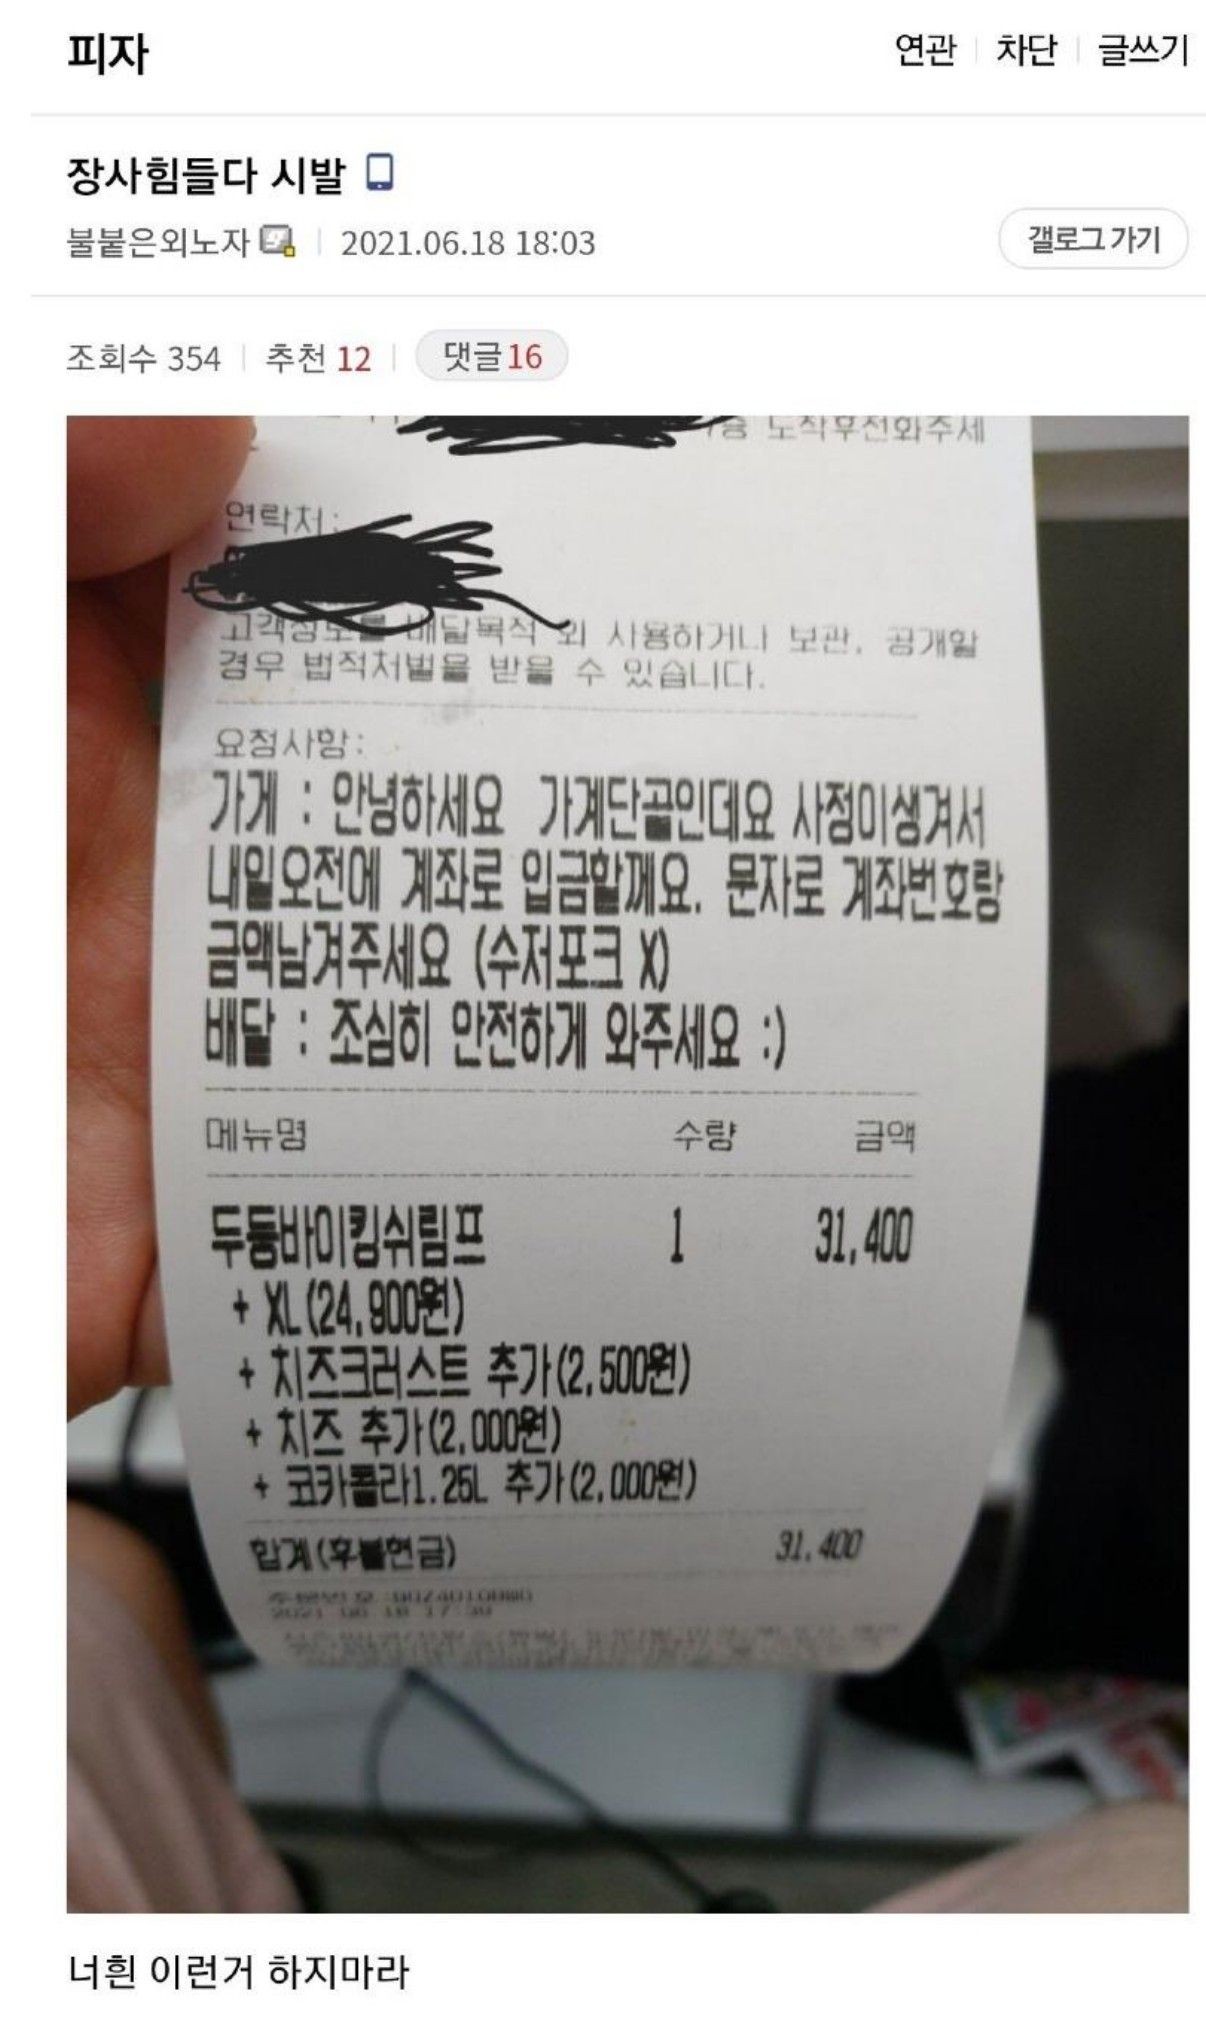 피자
연관 차단 글쓰기
장사힘들다 시발
불붙은외노자 2021.06.18 18:03
갤로그 가기
조회수 354 추천 12 댓글 16
도착후전화주세
연락처:
고객정보를 배달목적 외 사용하거나 보관, 공개할
경우 법적처벌을 받을 수 있습니다.
요청사항:
가게 : 안녕하세요 가계단골인데요 사정미생겨서
내일오전에 계좌로 입금할께요. 문자로 계좌번호랑
금액남겨주세요 (수저포크 X)
배달 : 조심히 안전하게 와주세요 :)
메뉴명 수량 금액
두둥바이킹쉬림프 1 31,400
+ XL(24,900원)
+ 치즈크러스트 추가(2,500원)
+ 치즈 추가(2,000원)
+ 코카콜라1.25L 추가(2,000원)
합계(후불현금) 31,400
너흰 이런거 하지마라